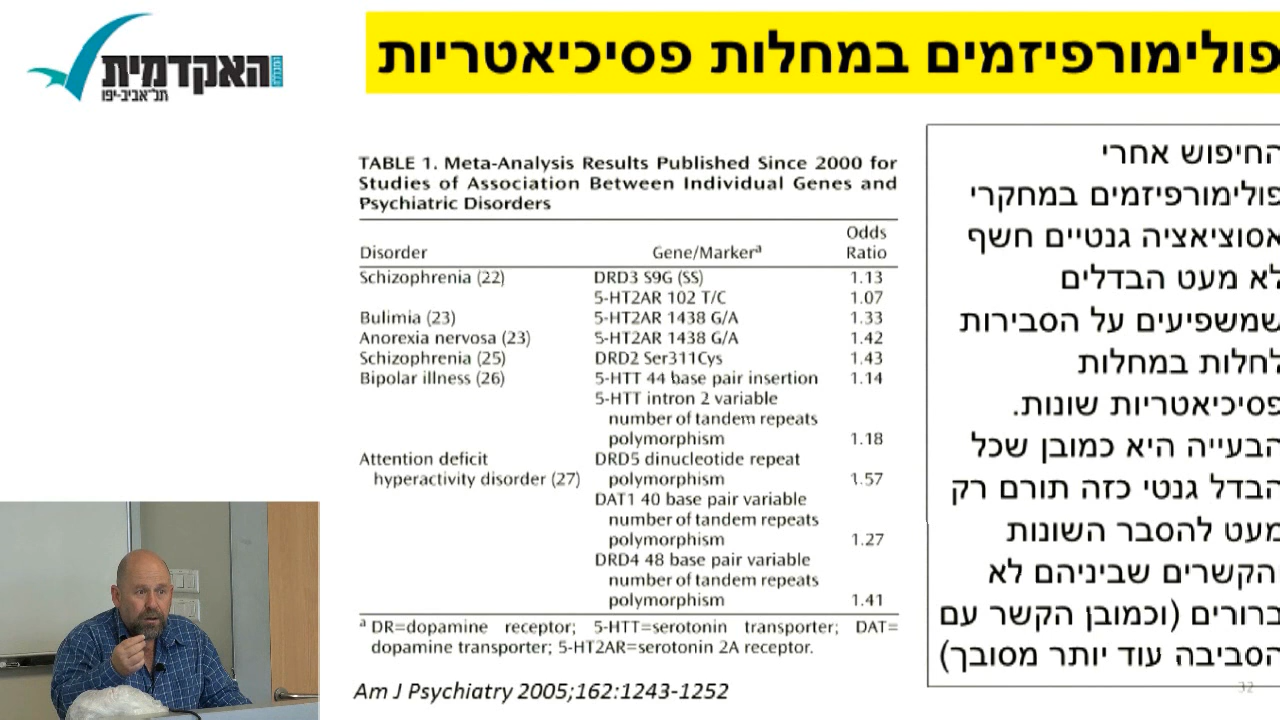 האקדמית
תל-אביב-יפו
פולימורפיזמים במחלות פסיכיאטריות
החיפוש אחרי
פולימורפיזמים במחקרי
אסוציאציה גנטיים חשף
לא מעט הבדלים
שמשפיעים על הסבירות
לחלות במחלות
פסיכיאטריות שונות.
הבעייה היא כמובן שכל
הבדל גנטי כזה תורם רק
מעט להסבר השונות
והקשרים שביניהם לא
ברורים (וכמובן הקשר עם
הסביבה עוד יותר מסובך)
TABLE 1. Meta-Analysis Results Published Since 2000 for
Studies of Association Between Individual Genes and
Psychiatric Disorders
Disorder Gene/Markerᵃ Odds Ratio
Schizophrenia (22) DRD3 S9G (SS) 1.13
5-HT2AR 102 T/C 1.07
Bulimia (23) 5-HT2AR 1438 G/A 1.33
Anorexia nervosa (23) 5-HT2AR 1438 G/A 1.42
Schizophrenia (25) DRD2 Ser311Cys 1.43
Bipolar illness (26) 5-HTT 44 base pair insertion 1.14
5-HTT intron 2 variable
number of tandem repeats
polymorphism 1.18
Attention deficit DRD5 dinucleotide repeat
hyperactivity disorder (27) polymorphism 1.57
DAT1 40 base pair variable
number of tandem repeats
polymorphism 1.27
DRD4 48 base pair variable
number of tandem repeats
polymorphism 1.41
ᵃ DR=dopamine receptor; 5-HTT=serotonin transporter; DAT=
dopamine transporter; 5-HT2AR=serotonin 2A receptor.
Am J Psychiatry 2005;162:1243-1252
32